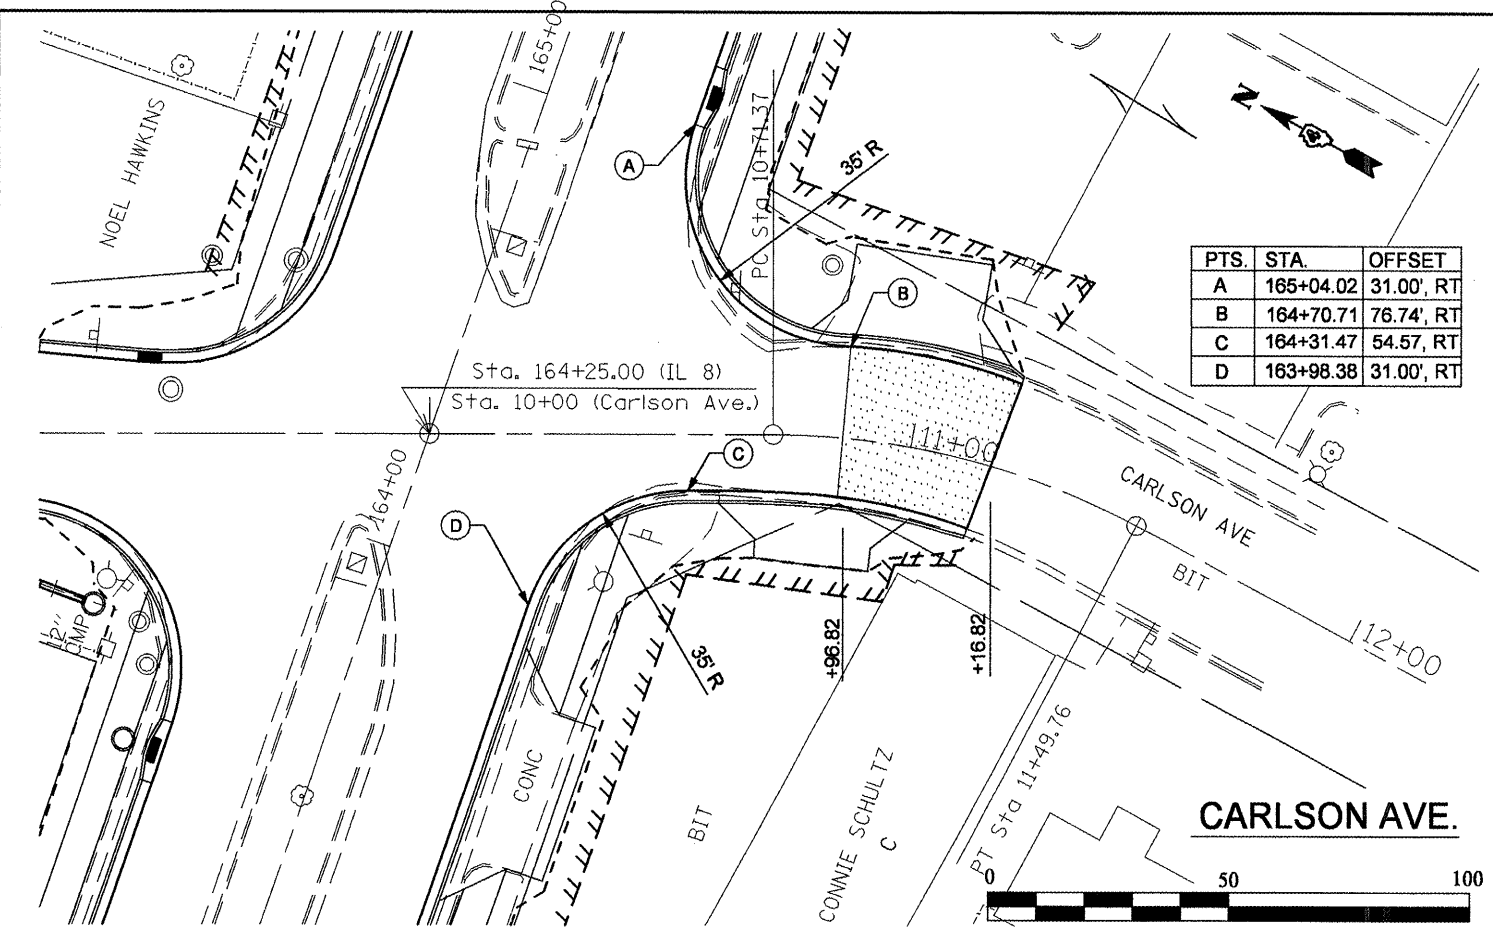 165+00
NOEL HAWKINS
PC Sta 10+71.37
35' R
N
A
B
PTS. STA. OFFSET
A 165+04.02 31.00', RT
B 164+70.71 76.74', RT
C 164+31.47 54.57', RT
D 163+98.38 31.00', RT
Sta. 164+25.00 (IL 8)
Sta. 10+00 (Carlson Ave.)
11+00
C
164+00
D
CARLSON AVE
BIT
12"
CMP
+96.82
+16.82
12+00
35' R
PT Sta 11+49.76
CONC
BIT
CONNIE SCHULTZ
C
CARLSON AVE.
0 50 100